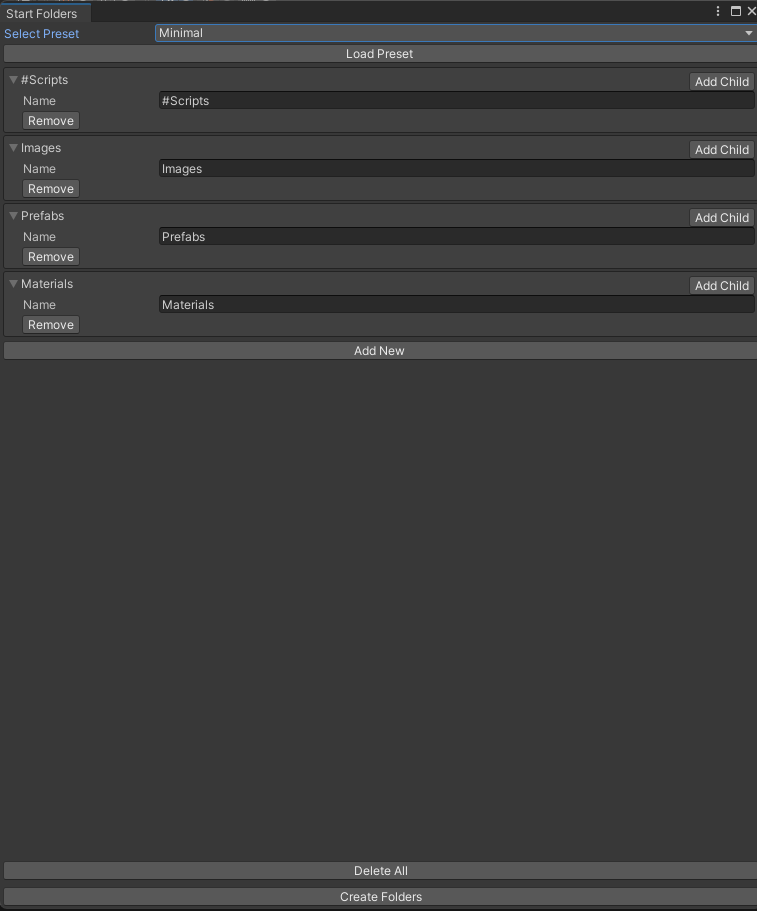 Start Folders
Select Preset Minimal
Load Preset
#Scripts Add Child
Name #Scripts
Remove
Images Add Child
Name Images
Remove
Prefabs Add Child
Name Prefabs
Remove
Materials Add Child
Name Materials
Remove
Add New
Delete All
Create Folders